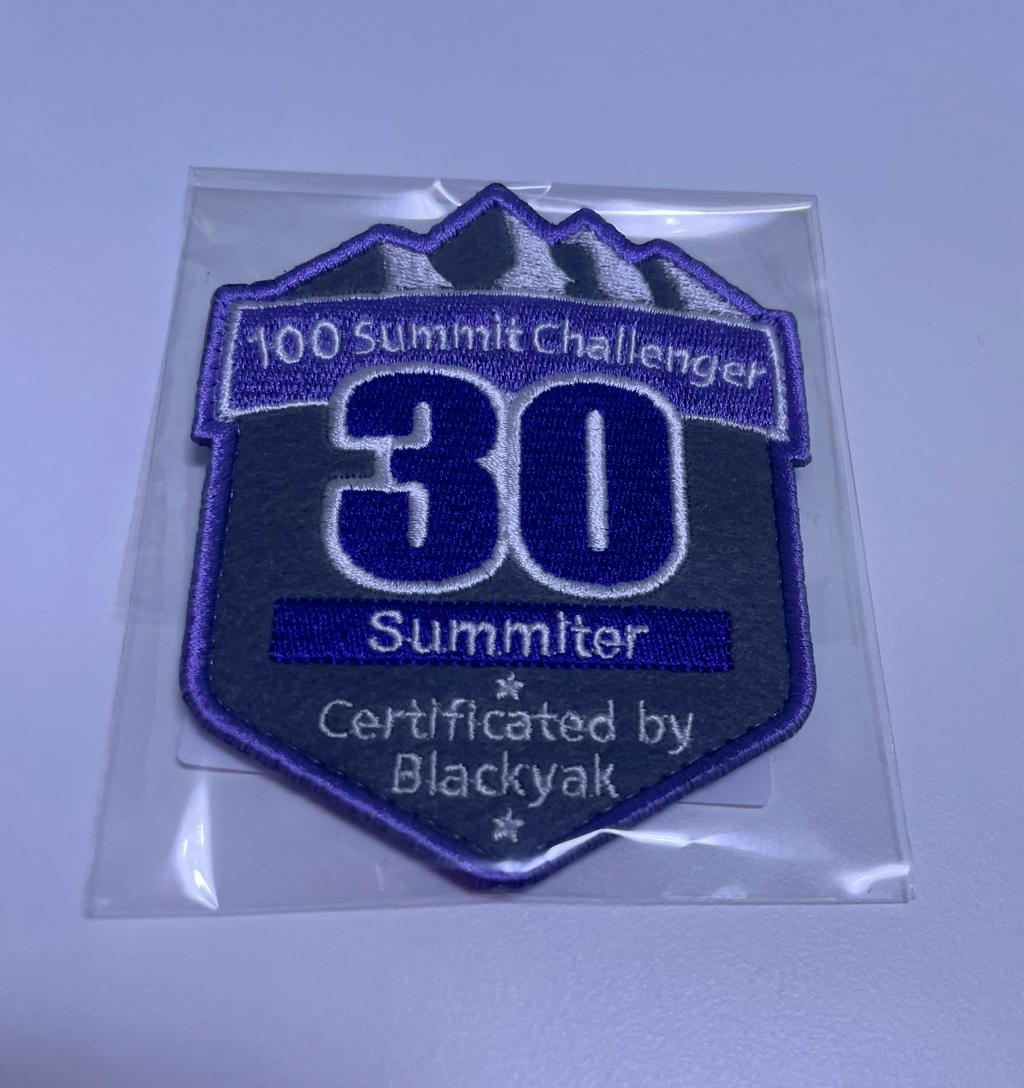 100 Summit Challenger
30
Summiter
Certificated by
Blackyak